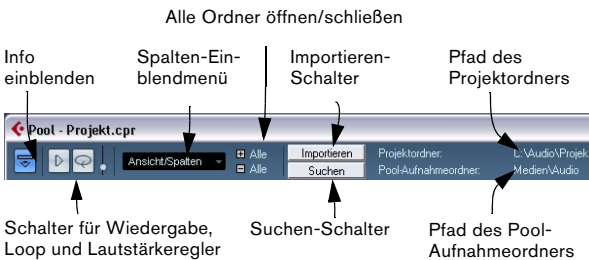 Alle Ordner öffnen/schließen
Info
einblenden
Spalten-Ein-
blendmenü
Importieren-
Schalter
Pfad des
Projektordners
Pool - Projekt.cpr
Ansicht/Spalten
Alle
Alle
Importieren
Suchen
Projektordner:
C:\Audio\Projek
Pool-Aufnahmeordner:
Medien\Audio
Schalter für Wiedergabe,
Loop und Lautstärkeregler
Suchen-Schalter
Pfad des Pool-
Aufnahmeordners